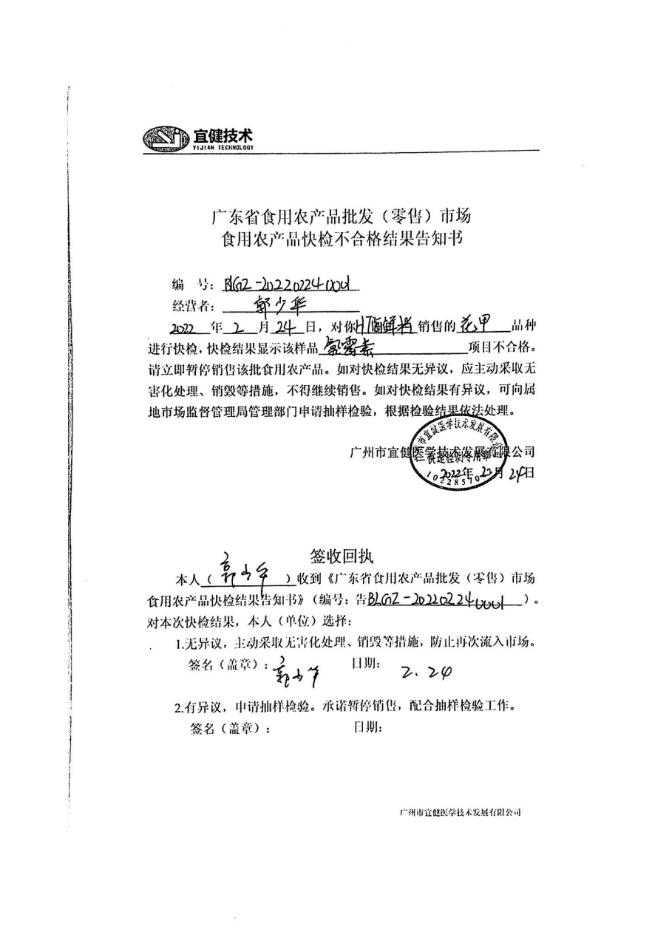 宜健技术
YIJIAN TECHNOLOGY
广东省食用农产品批发（零售）市场
食用农产品快检不合格结果告知书
编 号: BLGZ-202202240001
经营者: 郭少华
2022 年 2 月 24 日，对你 销售的 花甲 品种
进行快检，快检结果显示该样品 氯霉素 项目不合格。
请立即暂停销售该批食用农产品。如对快检结果无异议，应主动采取无
害化处理、销毁等措施，不得继续销售。如对快检结果有异议，可向属
地市场监督管理局管理部门申请抽样检验，根据检验结果依法处理。
广州市宜健医学技术发展有限公司
2022年2月24日
签收回执
本人（ 郭少华 ）收到《广东省食用农产品批发（零售）市场
食用农产品快检结果告知书》（编号: 告BLGZ-202202240001）。
对本次快检结果，本人（单位）选择:
1.无异议，主动采取无害化处理、销毁等措施，防止再次流入市场。
签名（盖章）: 郭少华 日期: 2.24
2.有异议，申请抽样检验。承诺暂停销售，配合抽样检验工作。
签名（盖章）: 日期:
广州市宜健医学技术发展有限公司